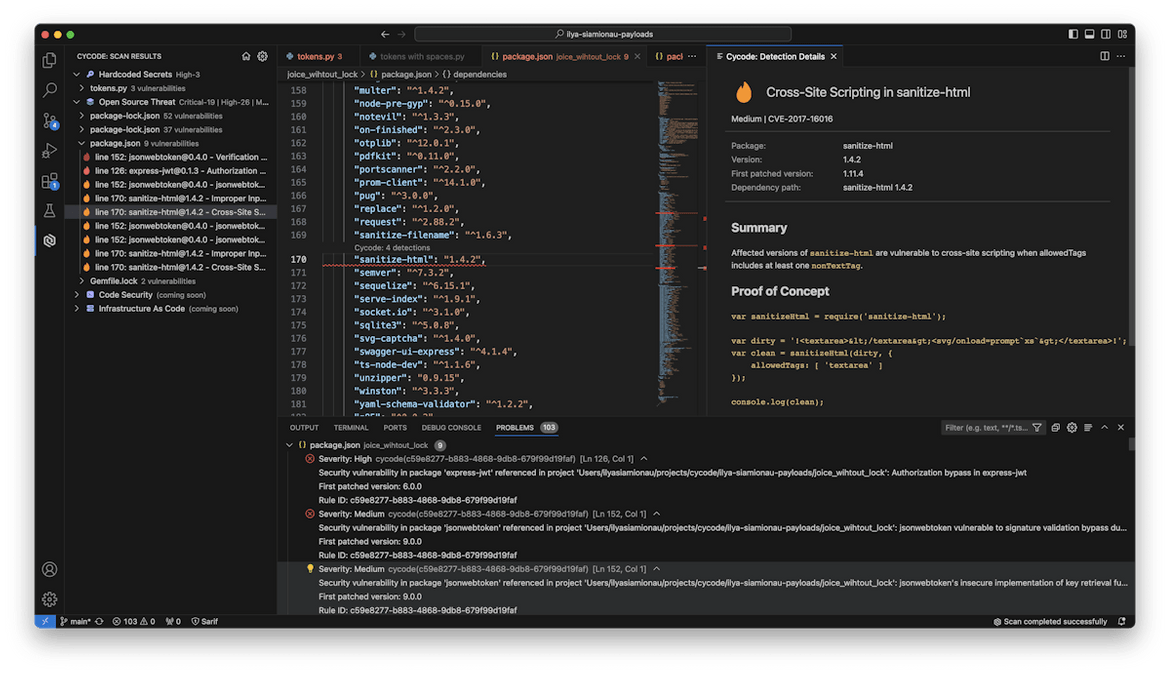 ilya-siamionau-payloads
CYCODE: SCAN RESULTS
Hardcoded Secrets High-3
tokens.py 3 vulnerabilities
Open Source Threat Critical-19 | High-26 | M...
package-lock.json 52 vulnerabilities
package-lock.json 37 vulnerabilities
package.json 9 vulnerabilities
line 152: jsonwebtoken@0.4.0 - Verification ...
line 126: express-jwt@0.1.3 - Authorization ...
line 152: jsonwebtoken@0.4.0 - jsonwebtok...
line 170: sanitize-html@1.4.2 - Improper Inp...
line 170: sanitize-html@1.4.2 - Cross-Site S...
line 152: jsonwebtoken@0.4.0 - jsonwebtok...
line 152: jsonwebtoken@0.4.0 - jsonwebtok...
line 170: sanitize-html@1.4.2 - Improper Inp...
line 170: sanitize-html@1.4.2 - Cross-Site S...
Gemfile.lock 2 vulnerabilities
Code Security (coming soon)
Infrastructure As Code (coming soon)
4
1
tokens.py 3
tokens with spaces.py
package.json joice_wihtout_lock 9
{} pacl ...
joice_wihtout_lock > {} package.json > {} dependencies
158 "multer": "^1.4.2",
159 "node-pre-gyp": "^0.15.0",
160 "notevil": "^1.3.3",
161 "on-finished": "^2.3.0",
162 "otplib": "^12.0.1",
163 "pdfkit": "^0.11.0",
164 "portscanner": "^2.2.0",
165 "prom-client": "^14.1.0",
166 "pug": "^3.0.0",
167 "replace": "^1.2.0",
168 "request": "^2.88.2",
169 "sanitize-filename": "^1.6.3",
Cycode: 4 detections
170 "sanitize-html": "1.4.2",
171 "semver": "^7.3.2",
172 "sequelize": "^6.15.1",
173 "serve-index": "^1.9.1",
174 "socket.io": "^3.1.0",
175 "sqlite3": "^5.0.8",
176 "svg-captcha": "^1.4.0",
177 "swagger-ui-express": "^4.1.4",
178 "ts-node-dev": "^1.1.6",
179 "unzipper": "0.9.15",
180 "winston": "^3.3.3",
181 "yaml-schema-validator": "^1.2.2",
Cycode: Detection Details
Cross-Site Scripting in sanitize-html
Medium | CVE-2017-16016
Package: sanitize-html
Version: 1.4.2
First patched version: 1.11.4
Dependency path: sanitize-html 1.4.2
Summary
Affected versions of sanitize-html are vulnerable to cross-site scripting when allowedTags
includes at least one nonTextTag.
Proof of Concept
var sanitizeHtml = require('sanitize-html');
var dirty = '!<textarea>&lt;/textarea&gt;<svg/onload=prompt`xs`&gt;</textarea>!';
var clean = sanitizeHtml(dirty, {
allowedTags: [ 'textarea' ]
});
console.log(clean);
OUTPUT TERMINAL PORTS DEBUG CONSOLE PROBLEMS 103
Filter (e.g. text, **/*.ts...
{} package.json joice_wihtout_lock 9
Severity: High cycode(c59e8277-b883-4868-9db8-679f99d19faf) [Ln 126, Col 1]
Security vulnerability in package 'express-jwt' referenced in project 'Users/ilyasiamionau/projects/cycode/ilya-siamionau-payloads/joice_wihtout_lock': Authorization bypass in express-jwt
First patched version: 6.0.0
Rule ID: c59e8277-b883-4868-9db8-679f99d19faf
Severity: Medium cycode(c59e8277-b883-4868-9db8-679f99d19faf) [Ln 152, Col 1]
Security vulnerability in package 'jsonwebtoken' referenced in project 'Users/ilyasiamionau/projects/cycode/ilya-siamionau-payloads/joice_wihtout_lock': jsonwebtoken vulnerable to signature validation bypass du...
First patched version: 9.0.0
Rule ID: c59e8277-b883-4868-9db8-679f99d19faf
Severity: Medium cycode(c59e8277-b883-4868-9db8-679f99d19faf) [Ln 152, Col 1]
Security vulnerability in package 'jsonwebtoken' referenced in project 'Users/ilyasiamionau/projects/cycode/ilya-siamionau-payloads/joice_wihtout_lock': jsonwebtoken's insecure implementation of key retrieval fu...
First patched version: 9.0.0
Rule ID: c59e8277-b883-4868-9db8-679f99d19faf
main* 103 0 0 Sarif
Scan completed successfully